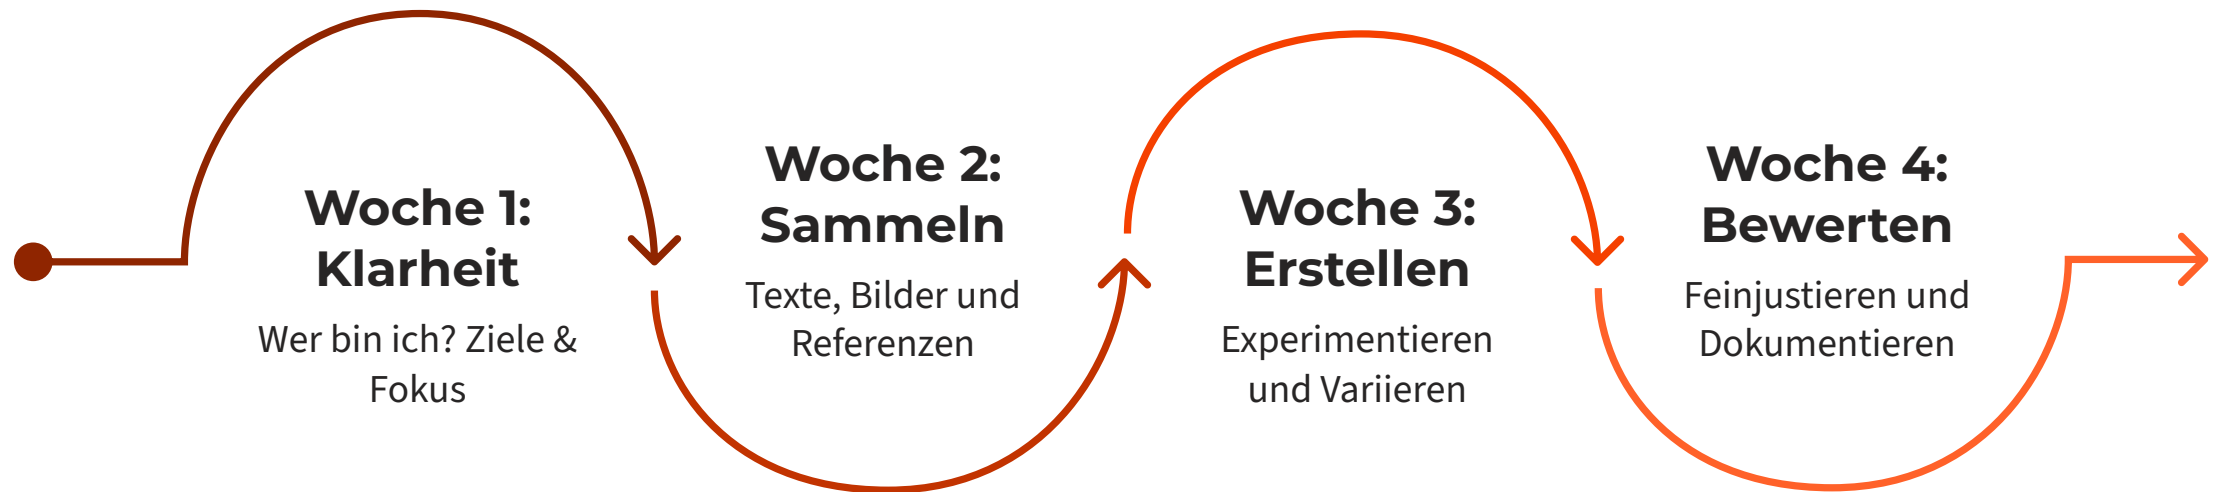 Woche 1:
Klarheit
Wer bin ich? Ziele &
Fokus
Woche 2:
Sammeln
Texte, Bilder und
Referenzen
Woche 3:
Erstellen
Experimentieren
und Variieren
Woche 4:
Bewerten
Feinjustieren und
Dokumentieren